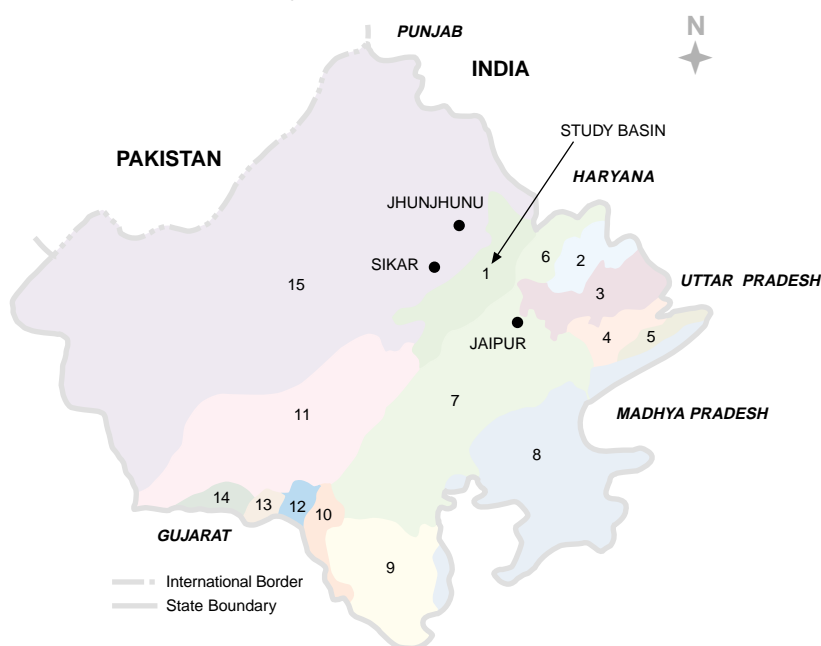 PUNJAB
N
INDIA
STUDY BASIN
PAKISTAN
HARYANA
JHUNJHUNU
SIKAR
6
2
1
UTTAR PRADESH
15
3
JAIPUR
4
5
7
11
MADHYA PRADESH
8
14
13
12
10
GUJARAT
9
International Border
State Boundary